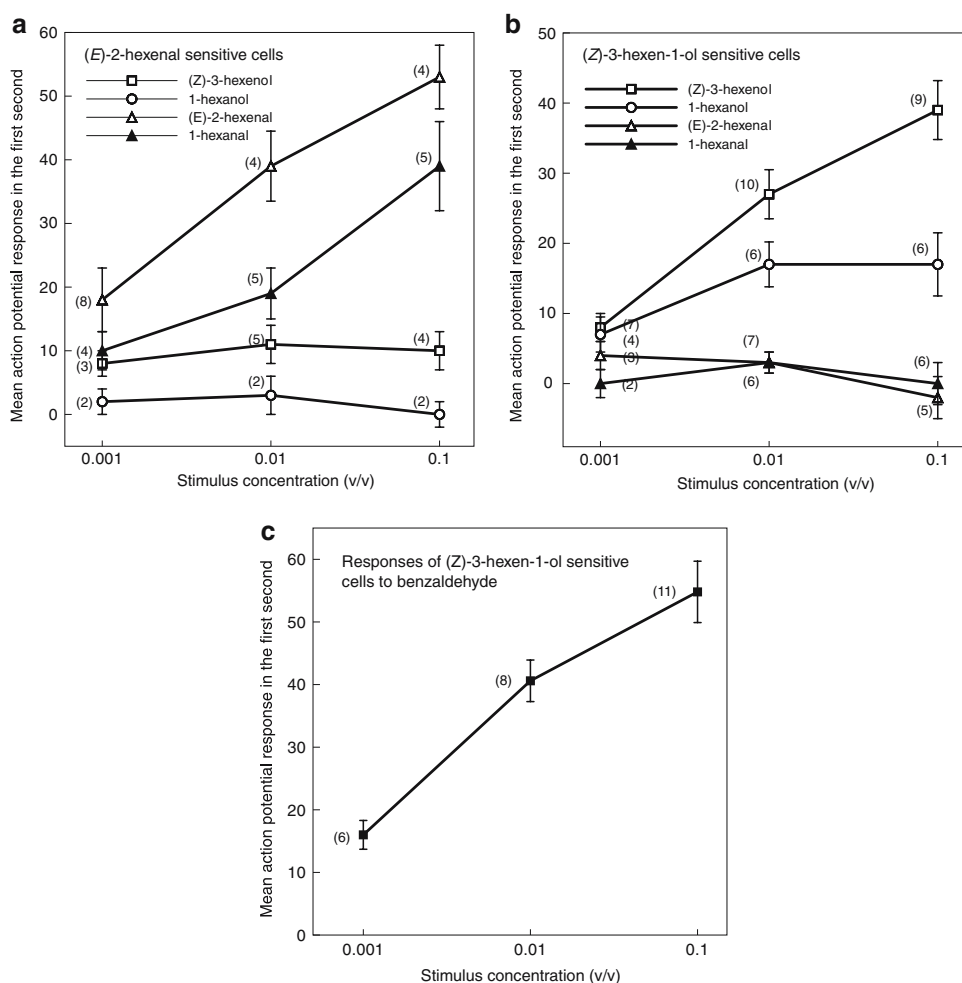 a
(E)-2-hexenal sensitive cells
(Z)-3-hexenol
1-hexanol
(E)-2-hexenal
1-hexanal
Mean action potential response in the first second
60
50
40
30
20
10
0
(8)
(4)
(3)
(2)
(4)
(5)
(5)
(2)
(4)
(5)
(4)
(2)
0.001
0.01
0.1
Stimulus concentration (v/v)
b
(Z)-3-hexen-1-ol sensitive cells
(Z)-3-hexenol
1-hexanol
(E)-2-hexenal
1-hexanal
Mean action potential response in the first second
50
40
30
20
10
0
(7)
(4)
(3)
(2)
(10)
(6)
(7)
(6)
(9)
(6)
(6)
(5)
0.001
0.01
0.1
Stimulus concentration (v/v)
c
Responses of (Z)-3-hexen-1-ol sensitive
cells to benzaldehyde
Mean action potential response in the first second
60
50
40
30
20
10
0
(6)
(8)
(11)
0.001
0.01
0.1
Stimulus concentration (v/v)